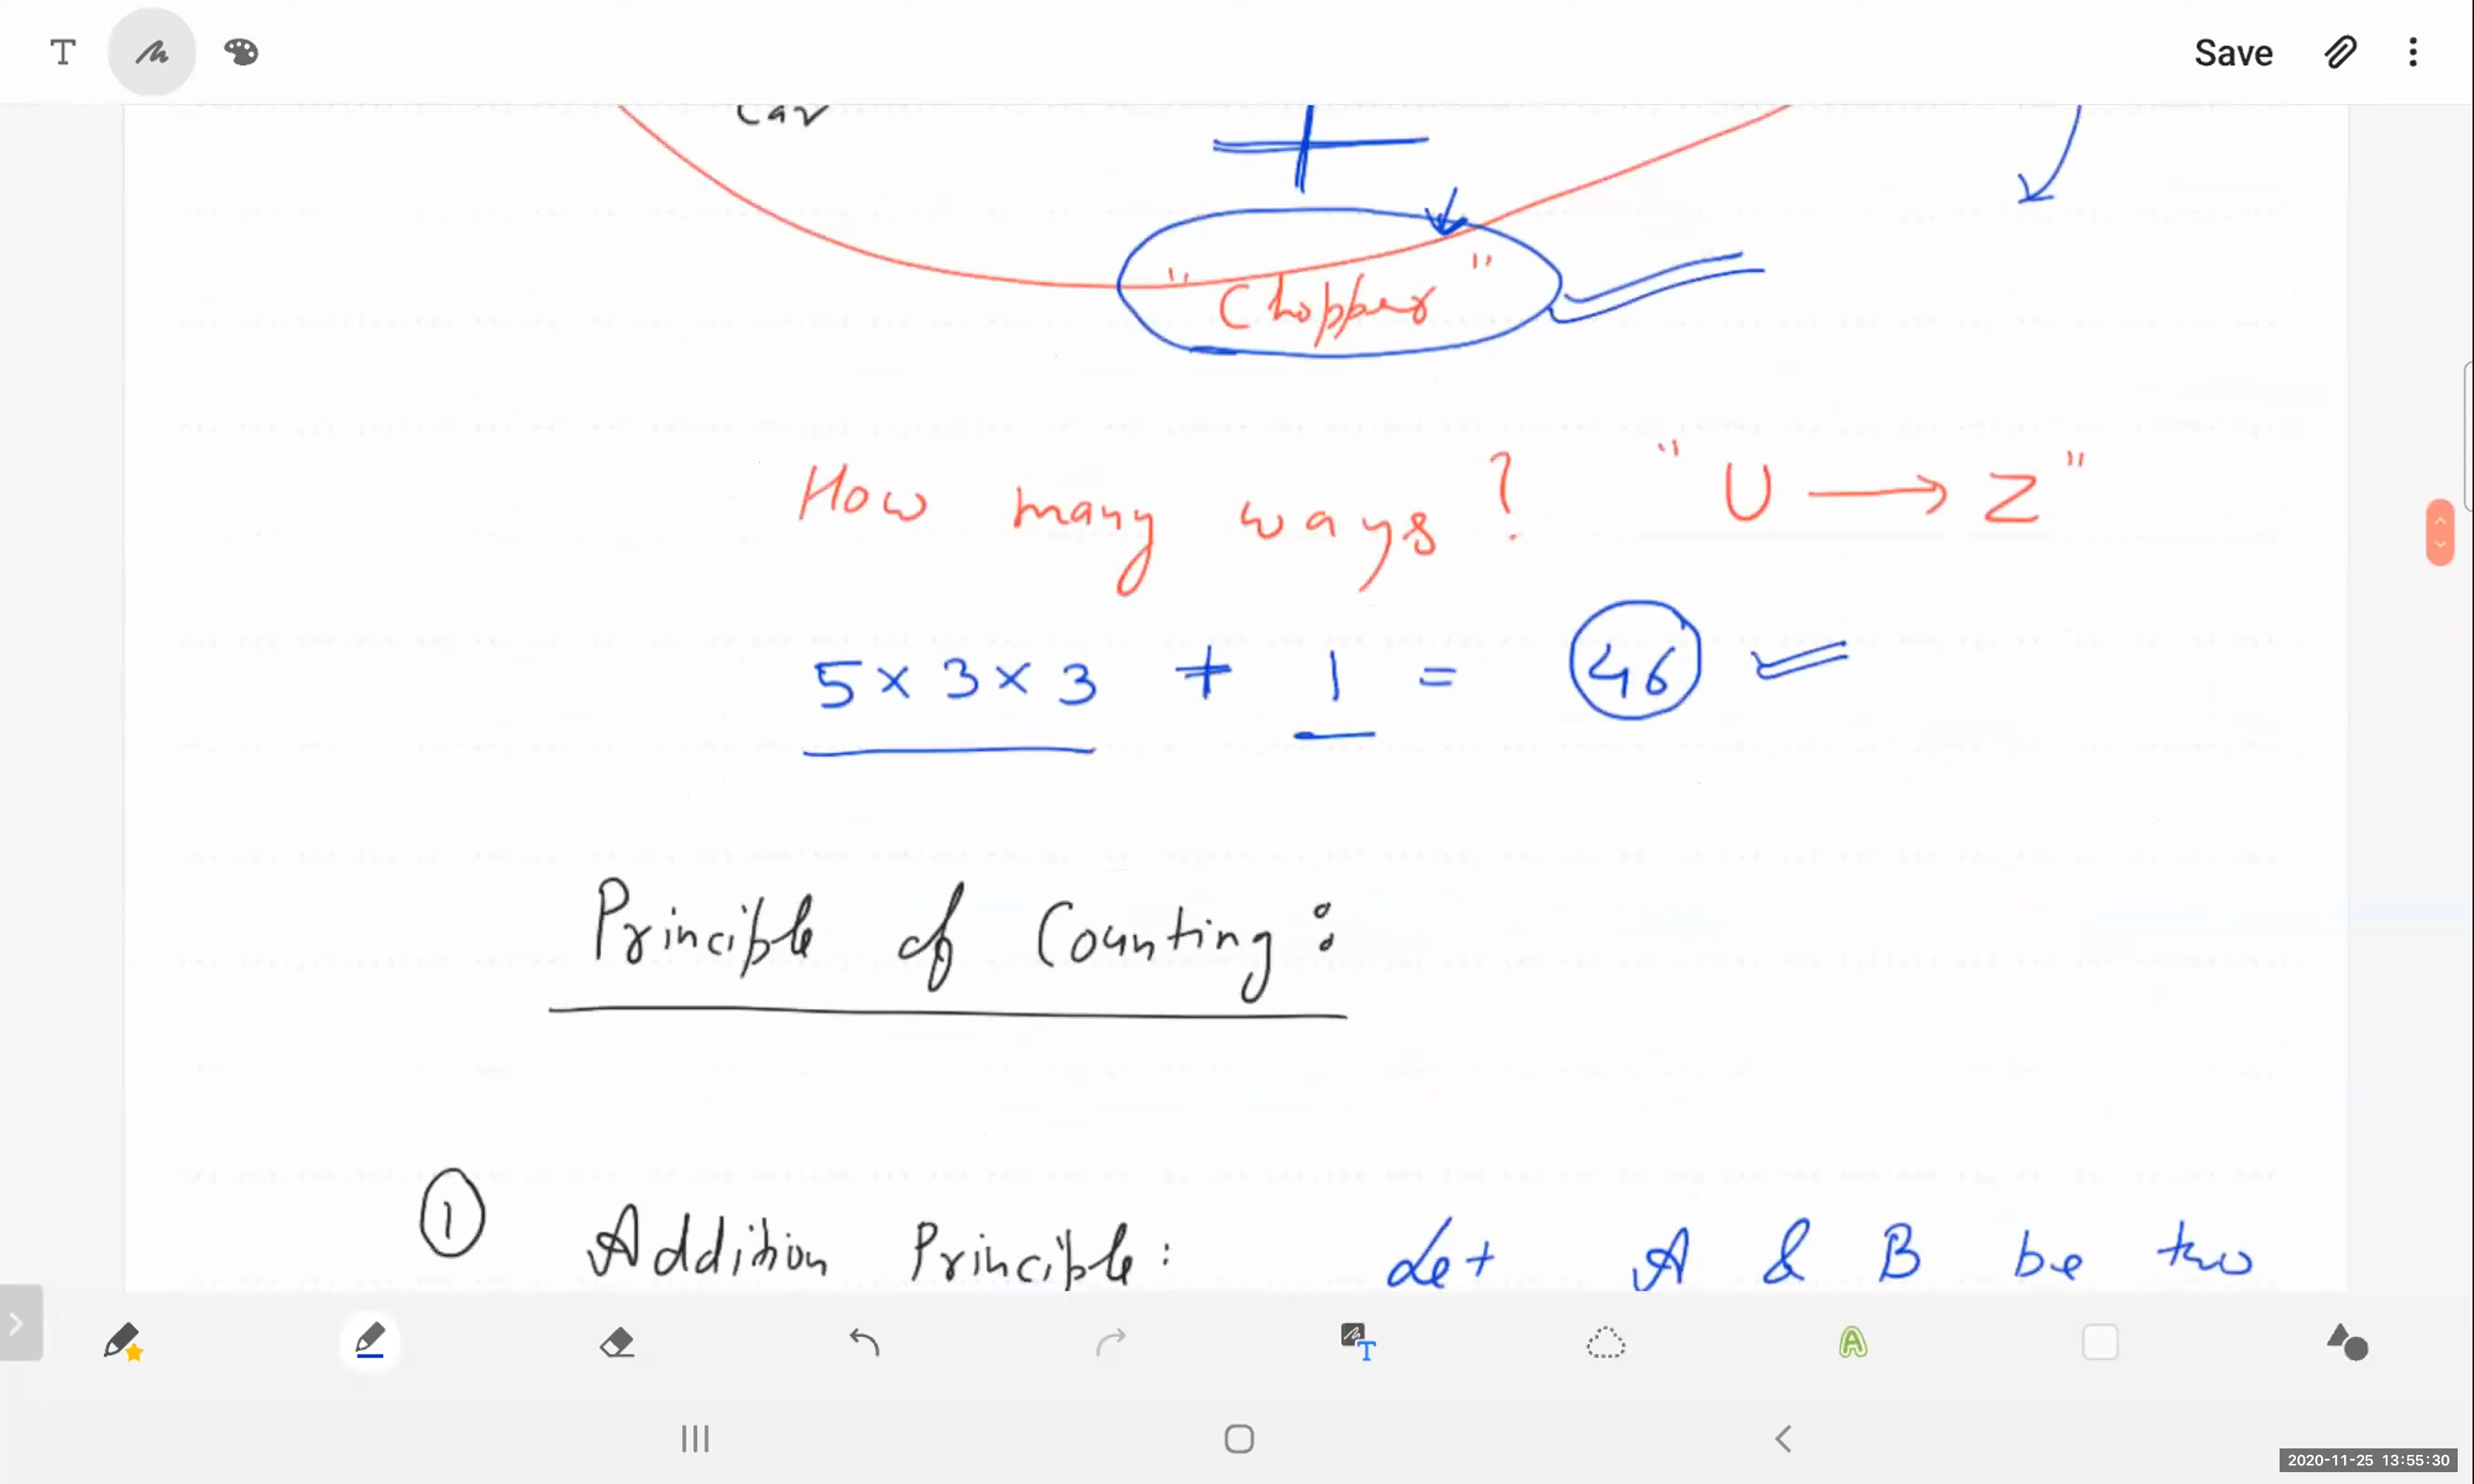 Save
Car
+
"Chopper"
How many ways? "U → Z"
5 × 3 × 3 + 1 = 46
Principle of Counting:
① Addition Principle: Let A & B be two
2020-11-25 13:55:30